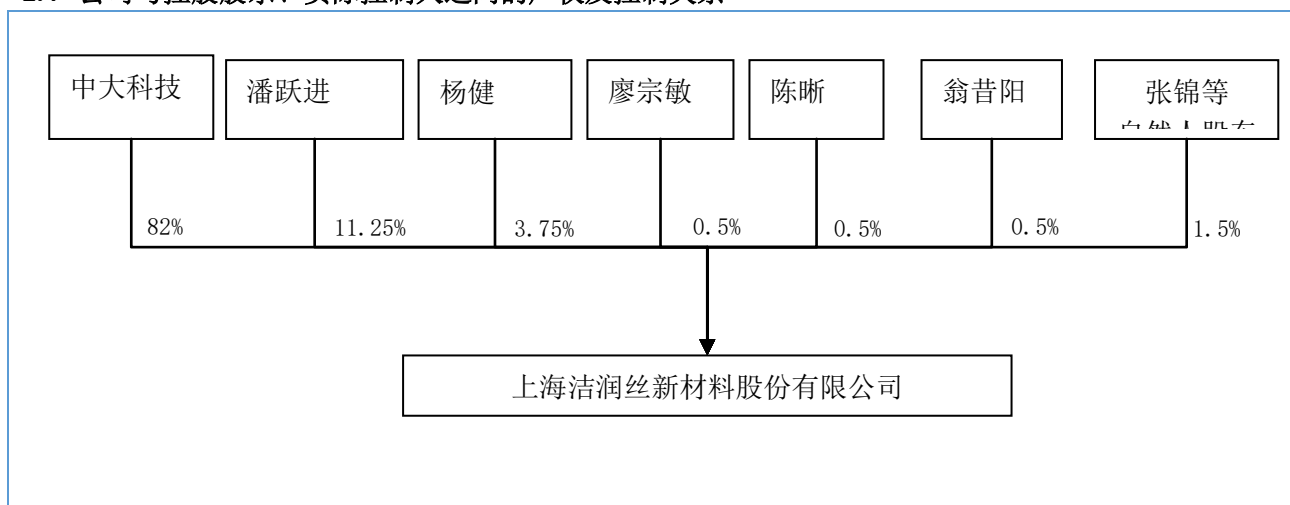 中大科技
潘跃进
杨健
廖宗敏
陈晰
翁昔阳
张锦等
82%
11.25%
3.75%
0.5%
0.5%
0.5%
1.5%
上海洁润丝新材料股份有限公司